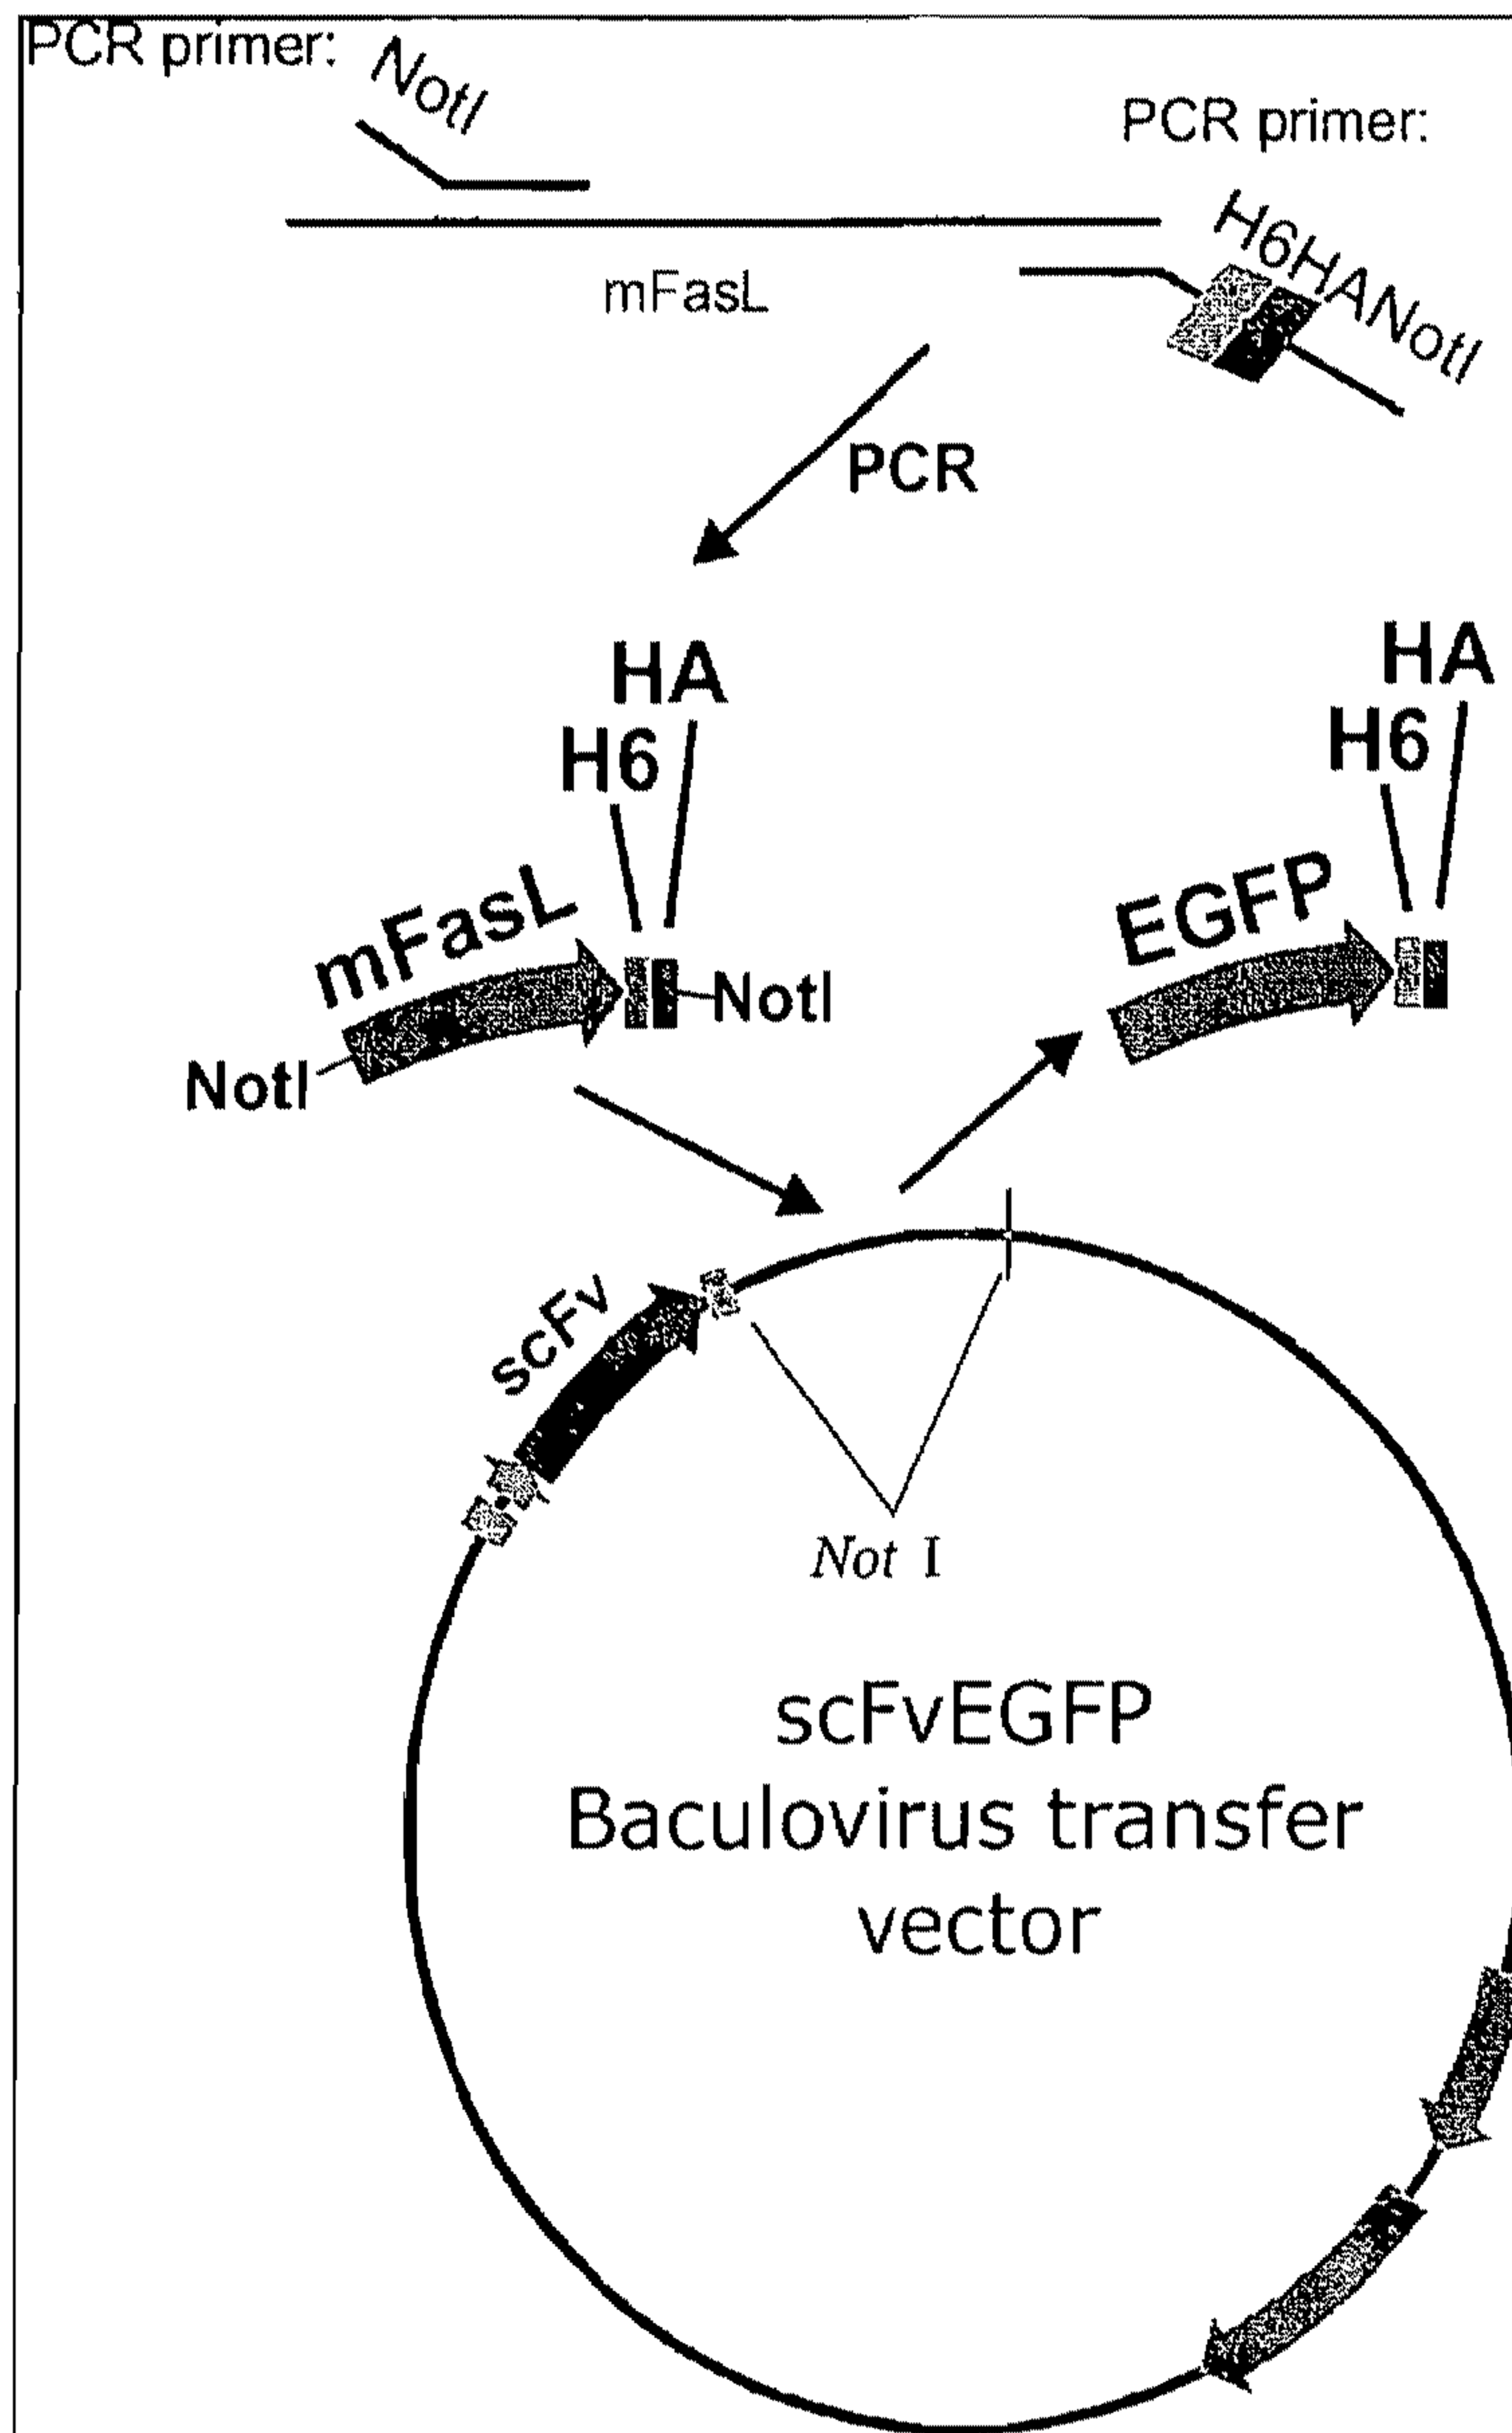 PCR primer:
NotI
PCR primer:
H6HANotI
mFasL
PCR
HA
H6
HA
H6
mFasL
EGFP
NotI
NotI
scFv
Not I
scFvEGFP
Baculovirus transfer
vector